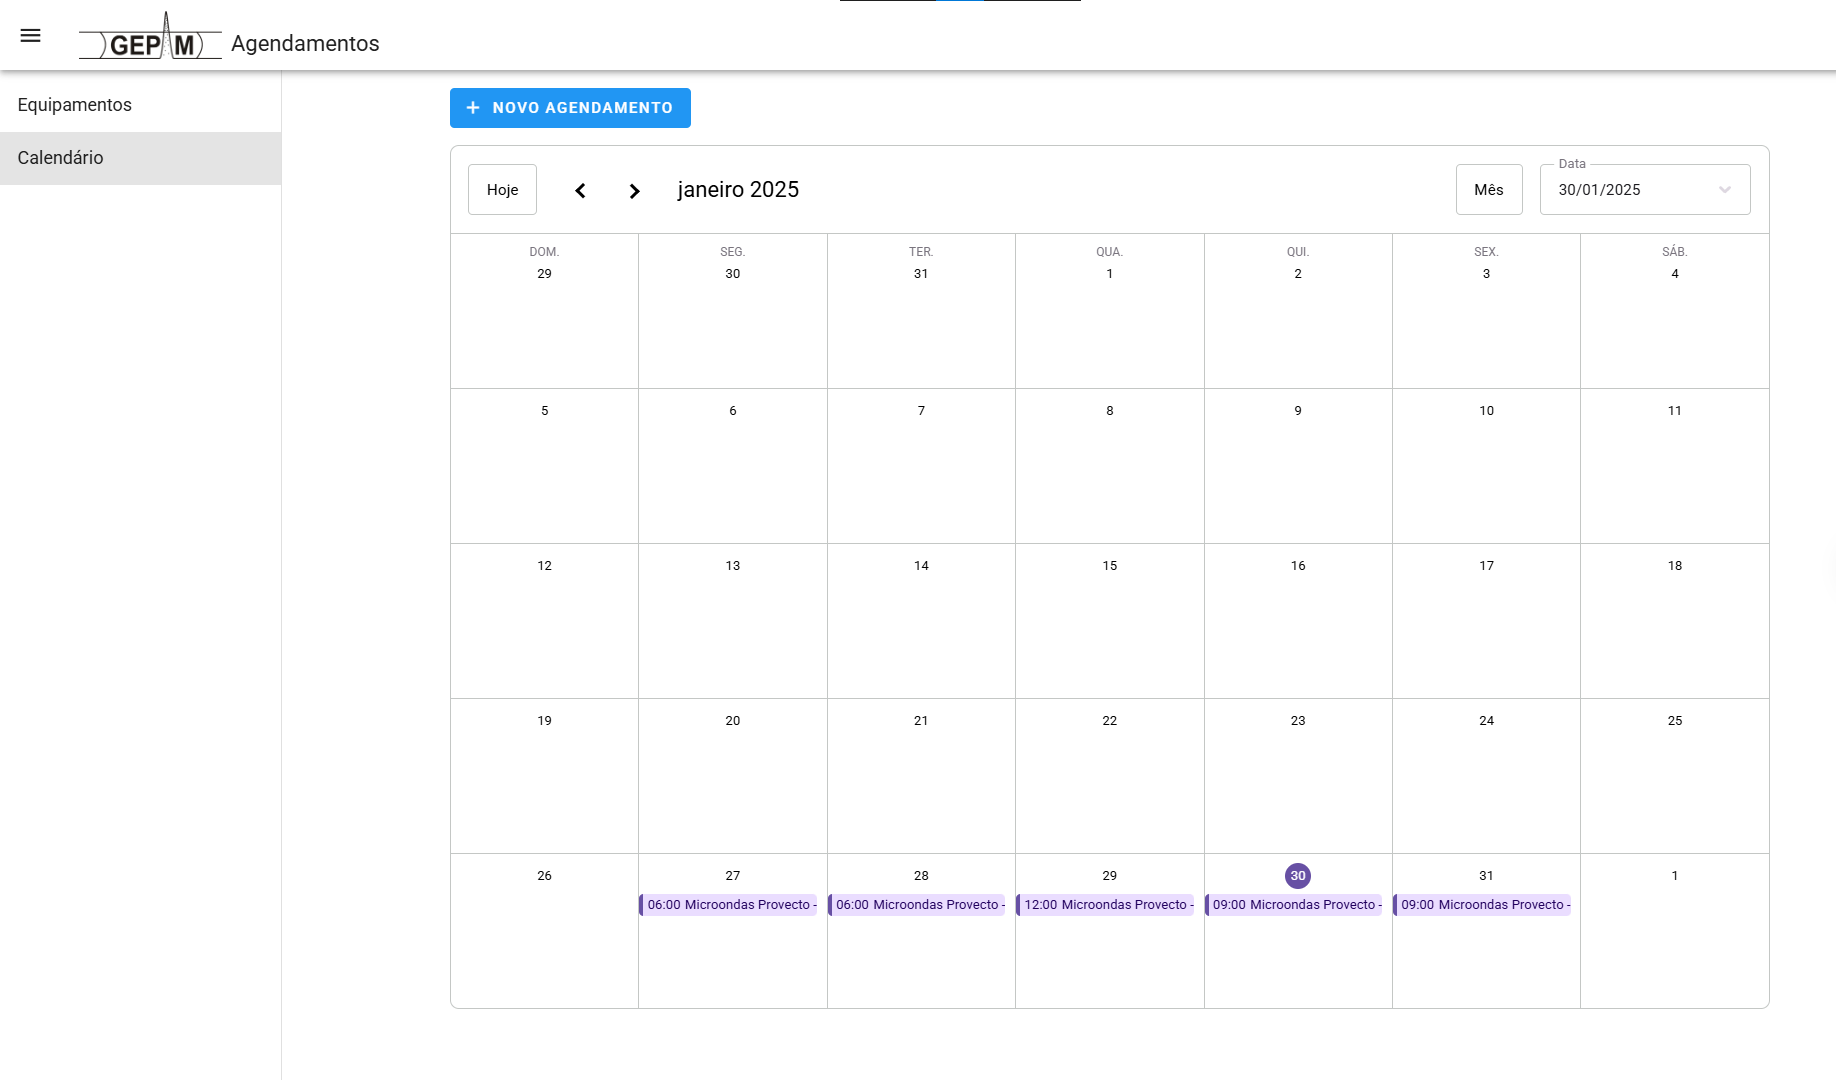 GEPAM Agendamentos
Equipamentos
Calendário
+ NOVO AGENDAMENTO
Hoje
janeiro 2025
Mês
Data
30/01/2025
DOM. SEG. TER. QUA. QUI. SEX. SÁB.
29 30 31 1 2 3 4
5 6 7 8 9 10 11
12 13 14 15 16 17 18
19 20 21 22 23 24 25
26 27 28 29 30 31 1
06:00 Microondas Provecto - 06:00 Microondas Provecto - 12:00 Microondas Provecto - 09:00 Microondas Provecto - 09:00 Microondas Provecto -